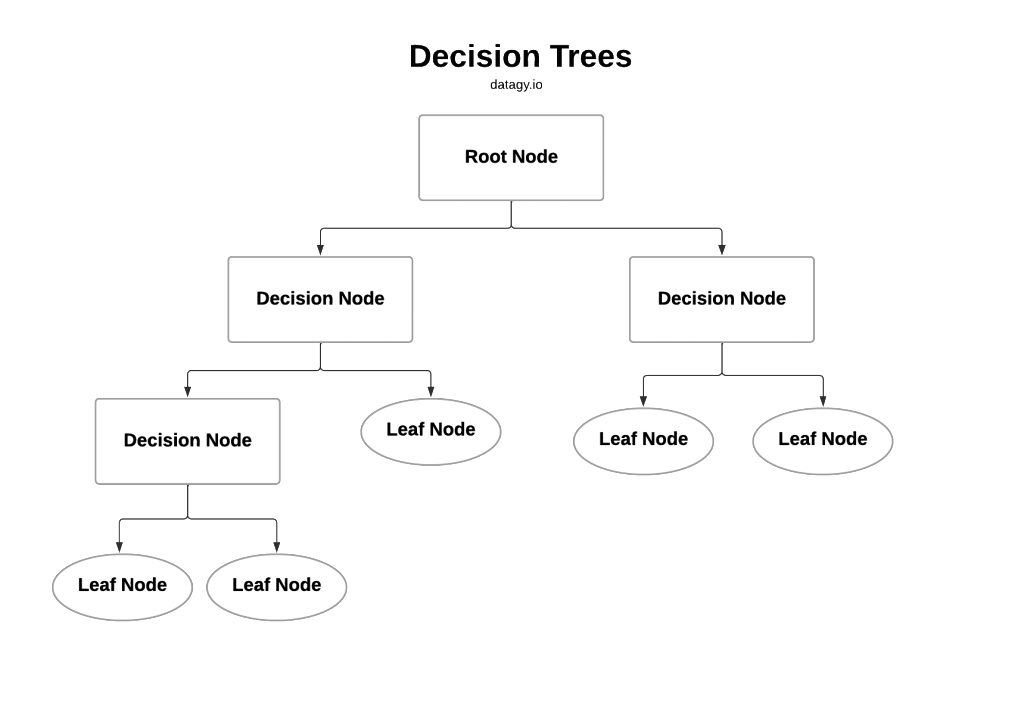 Decision Trees
datagy.io
Root Node
Decision Node
Decision Node
Decision Node
Leaf Node
Leaf Node
Leaf Node
Leaf Node
Leaf Node